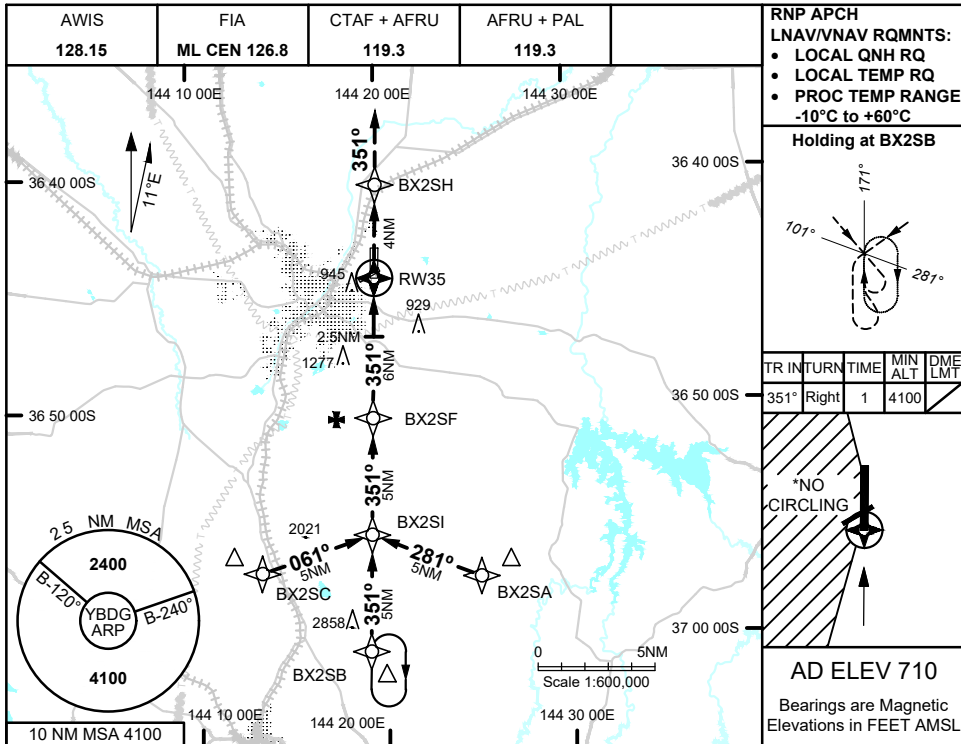 AWIS
128.15
FIA
ML CEN 126.8
CTAF + AFRU
119.3
AFRU + PAL
119.3
RNP APCH
LNAV/VNAV RQMNTS:
• LOCAL QNH RQ
• LOCAL TEMP RQ
• PROC TEMP RANGE
-10°C to +60°C
144 10 00E
144 20 00E
144 30 00E
Holding at BX2SB
171°
101°
281°
TR IN TURN TIME MIN ALT DME LMT
351° Right 1 4100
*NO
CIRCLING
AD ELEV 710
Bearings are Magnetic
Elevations in FEET AMSL
36 40 00S
36 40 00S
11°E
351°
BX2SH
4NM
945
RW35
929
2.5NM
1277
351°
6NM
36 50 00S
36 50 00S
BX2SF
351°
5NM
BX2SI
2021
061°
5NM
281°
5NM
BX2SC
BX2SA
351°
5NM
2858
37 00 00S
BX2SB
0 5NM
Scale 1:600,000
25 NM MSA
2400
B-120°
B-240°
YBDG
ARP
4100
144 10 00E
144 20 00E
144 30 00E
10 NM MSA 4100